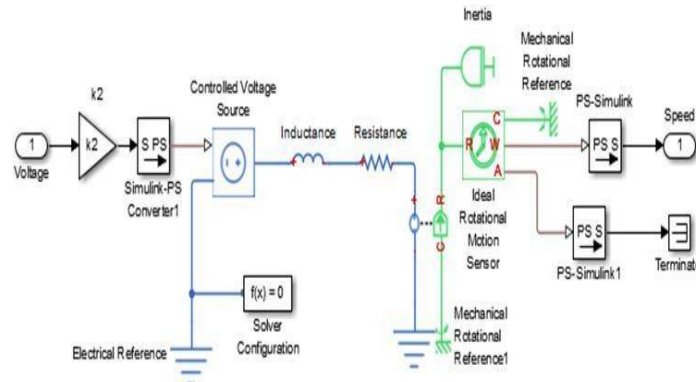 Inertia
Mechanical
Rotational
Reference
k2
Controlled Voltage
Source
PS-Simulink
Speed
1
Voltage
k2
S PS
Simulink-PS
Converter1
Inductance
Resistance
+
+
+
R
C
W
A
PS S
1
Ideal
Rotational
Motion
Sensor
PS S
PS-Simulink1
Terminate
R
C
f(x) = 0
Solver
Configuration
Electrical Reference
Mechanical
Rotational
Reference1